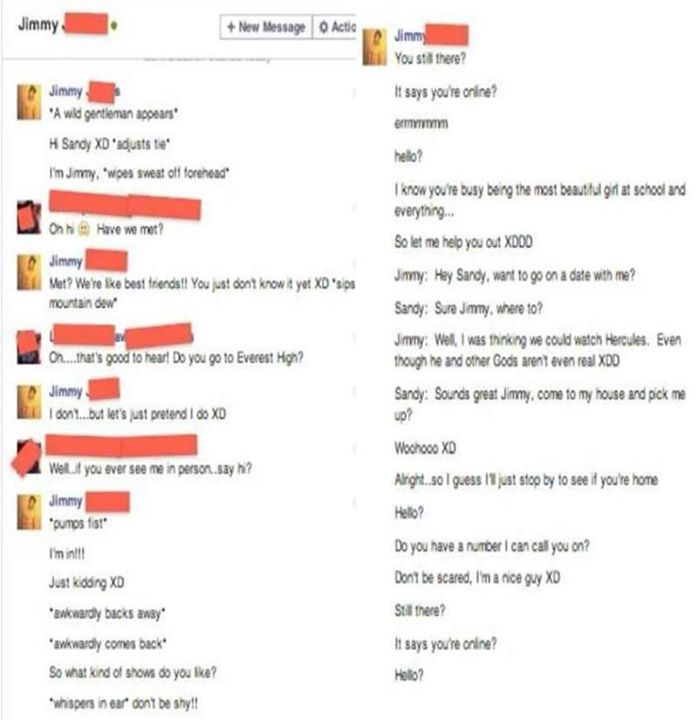 Jimmy
+ New Message
Actio
Jimmy
*A wild gentleman appears*
Hi Sandy XD *adjusts tie*
I'm Jimmy, *wipes sweat off forehead*
Oh hi Have we met?
Jimmy
Met? We're like best friends!! You just don't know it yet XD *sips
mountain dew*
Oh....that's good to hear! Do you go to Everest High?
Jimmy
I don't...but let's just pretend I do XD
Well..if you ever see me in person..say hi?
Jimmy
*pumps fist*
I'm in!!!
Just kidding XD
*awkwardly backs away*
*awkwardly comes back*
So what kind of shows do you like?
*whispers in ear* don't be shy!!
Jimmy
You still there?
It says you're online?
ermmmmm
hello?
I know you're busy being the most beautiful girl at school and
everything...
So let me help you out XDDD
Jimmy: Hey Sandy, want to go on a date with me?
Sandy: Sure Jimmy, where to?
Jimmy: Well, I was thinking we could watch Hercules. Even
though he and other Gods aren't even real XDD
Sandy: Sounds great Jimmy, come to my house and pick me
up?
Woohooo XD
Alright..so I guess I'll just stop by to see if you're home
Hello?
Do you have a number I can call you on?
Don't be scared, I'm a nice guy XD
Still there?
It says you're online?
Hello?